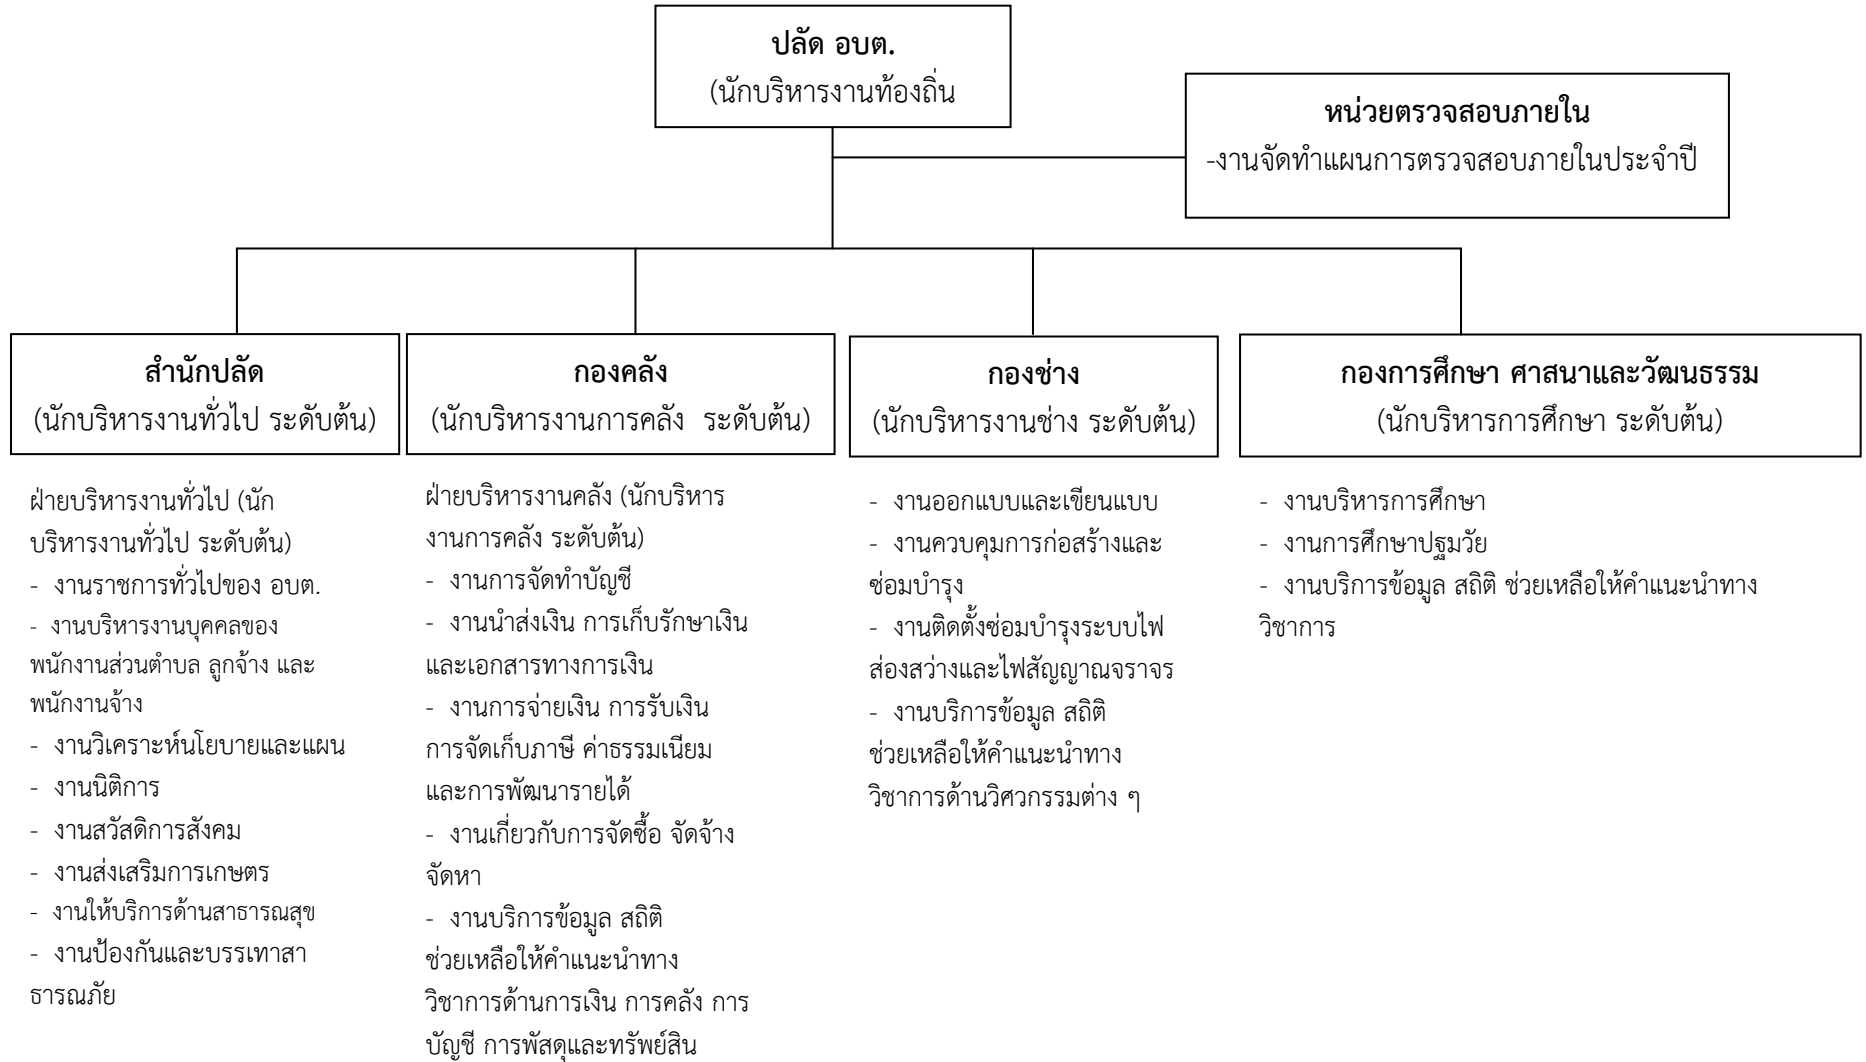 ปลัด อบต.
(นักบริหารงานท้องถิ่น
หน่วยตรวจสอบภายใน
-งานจัดทำแผนการตรวจสอบภายในประจำปี
สำนักปลัด
(นักบริหารงานทั่วไป ระดับต้น)
กองคลัง
(นักบริหารงานการคลัง  ระดับต้น)
กองช่าง
(นักบริหารงานช่าง ระดับต้น)
กองการศึกษา ศาสนาและวัฒนธรรม
(นักบริหารการศึกษา ระดับต้น)
ฝ่ายบริหารงานทั่วไป (นัก
บริหารงานทั่วไป ระดับต้น)
- งานราชการทั่วไปของ อบต.
- งานบริหารงานบุคคลของ
พนักงานส่วนตำบล ลูกจ้าง และ
พนักงานจ้าง
- งานวิเคราะห์นโยบายและแผน
- งานนิติการ
- งานสวัสดิการสังคม
- งานส่งเสริมการเกษตร
- งานให้บริการด้านสาธารณสุข
- งานป้องกันและบรรเทาสา
ธารณภัย
ฝ่ายบริหารงานคลัง (นักบริหาร
งานการคลัง ระดับต้น)
- งานการจัดทำบัญชี
- งานนำส่งเงิน การเก็บรักษาเงิน
และเอกสารทางการเงิน
- งานการจ่ายเงิน การรับเงิน
การจัดเก็บภาษี ค่าธรรมเนียม
และการพัฒนารายได้
- งานเกี่ยวกับการจัดซื้อ จัดจ้าง
จัดหา
- งานบริการข้อมูล สถิติ
ช่วยเหลือให้คำแนะนำทาง
วิชาการด้านการเงิน การคลัง การ
บัญชี การพัสดุและทรัพย์สิน
- งานออกแบบและเขียนแบบ
- งานควบคุมการก่อสร้างและ
ซ่อมบำรุง
- งานติดตั้งซ่อมบำรุงระบบไฟ
ส่องสว่างและไฟสัญญาณจราจร
- งานบริการข้อมูล สถิติ
ช่วยเหลือให้คำแนะนำทาง
วิชาการด้านวิศวกรรมต่าง ๆ
- งานบริหารการศึกษา
- งานการศึกษาปฐมวัย
- งานบริการข้อมูล สถิติ ช่วยเหลือให้คำแนะนำทาง
วิชาการ